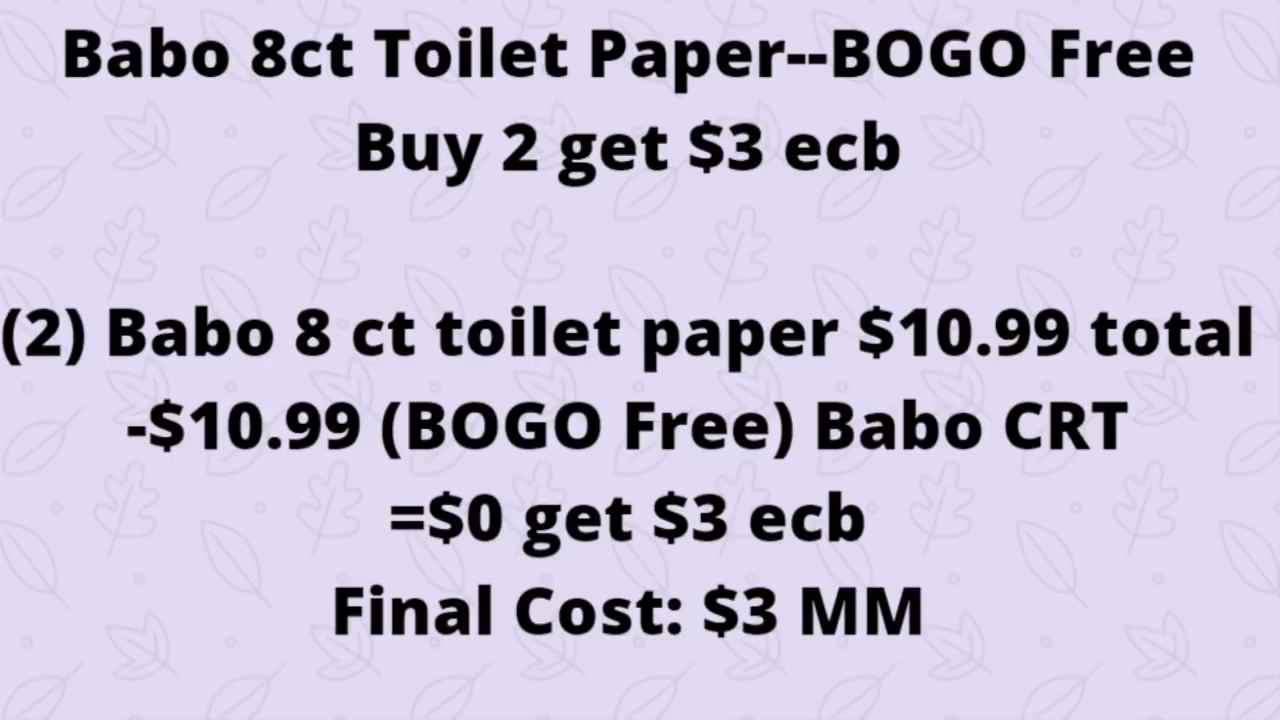 Babo 8ct Toilet Paper--BOGO Free
Buy 2 get $3 ecb
(2) Babo 8 ct toilet paper $10.99 total
-$10.99 (BOGO Free) Babo CRT
=$0 get $3 ecb
Final Cost: $3 MM